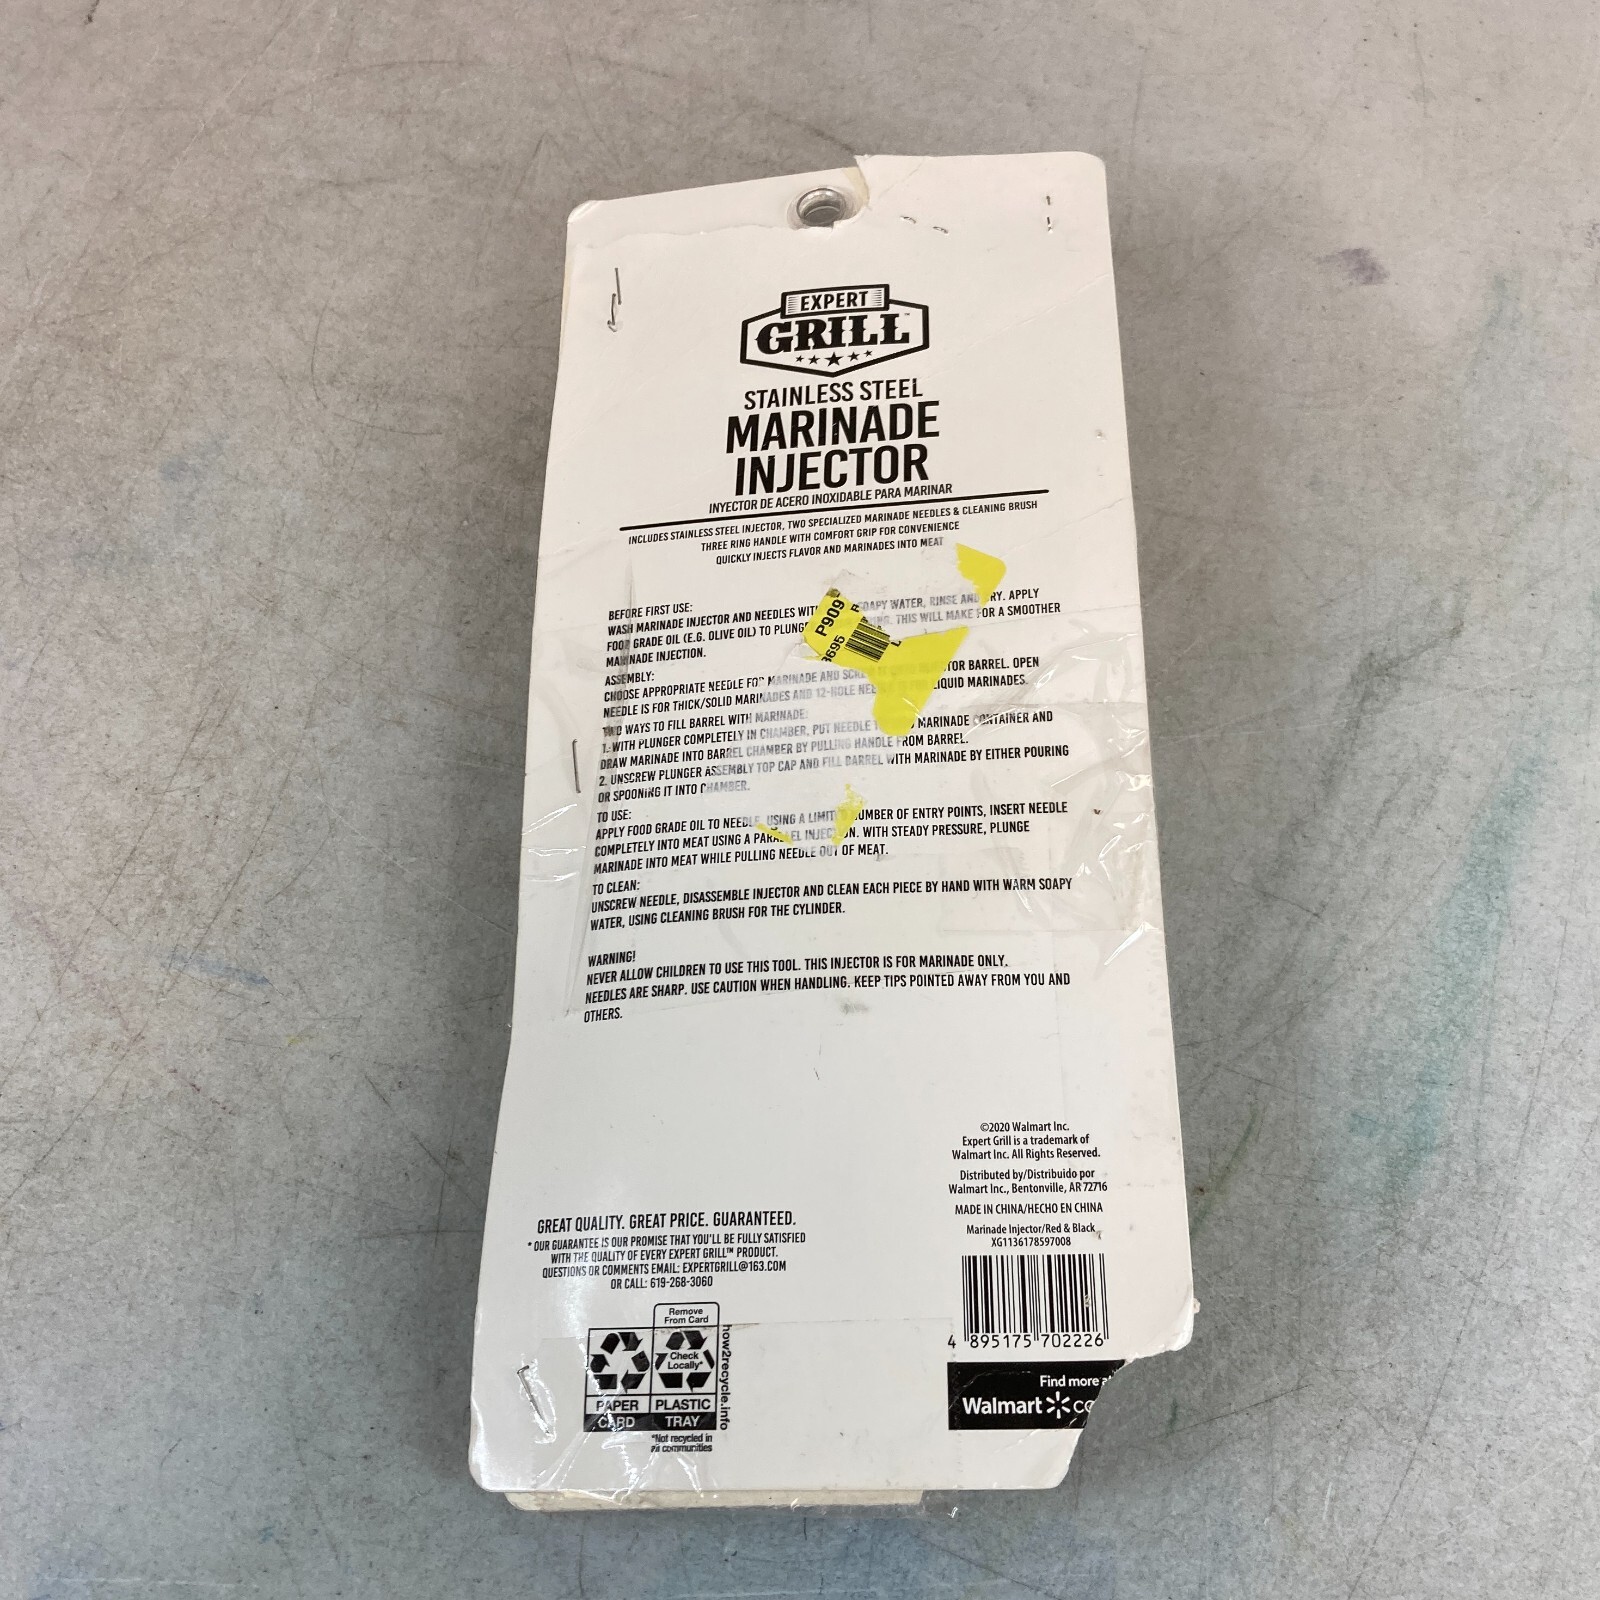 EXPERT
GRILL™
STAINLESS STEEL
MARINADE
INJECTOR
INYECTOR DE ACERO INOXIDABLE PARA MARINAR
INCLUDES STAINLESS STEEL INJECTOR, TWO SPECIALIZED MARINADE NEEDLES & CLEANING BRUSH
THREE RING HANDLE WITH COMFORT GRIP FOR CONVENIENCE
QUICKLY INJECTS FLAVOR AND MARINADES INTO MEAT
BEFORE FIRST USE:
WASH MARINADE INJECTOR AND NEEDLES WITH SOAPY WATER, RINSE AND DRY. APPLY
FOOD GRADE OIL (E.G. OLIVE OIL) TO THIS WILL MAKE FOR A SMOOTHER
MARINADE INJECTION.
P909
3695
ASSEMBLY:
CHOOSE APPROPRIATE NEEDLE FOR MARINADE AND BARREL. OPEN
NEEDLE IS FOR THICK/SOLID MARINADES AND 12-HOLE LIQUID MARINADES.
TWO WAYS TO FILL BARREL WITH MARINADE:
1. WITH PLUNGER COMPLETELY IN CHAMBER, PUT NEEDLE MARINADE CONTAINER AND
DRAW MARINADE INTO BARREL CHAMBER BY PULLING HANDLE FROM BARREL.
2. UNSCREW PLUNGER ASSEMBLY TOP CAP AND FILL BARREL WITH MARINADE BY EITHER POURING
OR SPOONING IT INTO CHAMBER.
TO USE:
APPLY FOOD GRADE OIL TO NEEDLE. USING A LIMITED NUMBER OF ENTRY POINTS, INSERT NEEDLE
COMPLETELY INTO MEAT USING A PARALLEL INJECTION. WITH STEADY PRESSURE, PLUNGE
MARINADE INTO MEAT WHILE PULLING NEEDLE OUT OF MEAT.
TO CLEAN:
UNSCREW NEEDLE, DISASSEMBLE INJECTOR AND CLEAN EACH PIECE BY HAND WITH WARM SOAPY
WATER, USING CLEANING BRUSH FOR THE CYLINDER.
WARNING!
NEVER ALLOW CHILDREN TO USE THIS TOOL. THIS INJECTOR IS FOR MARINADE ONLY.
NEEDLES ARE SHARP. USE CAUTION WHEN HANDLING. KEEP TIPS POINTED AWAY FROM YOU AND
OTHERS.
©2020 Walmart Inc.
Expert Grill is a trademark of
Walmart Inc. All Rights Reserved.
Distributed by/Distribuido por
Walmart Inc., Bentonville, AR 72716
MADE IN CHINA/HECHO EN CHINA
Marinade Injector/Red & Black
XG1136178597008
4 895175 702226
Find more at
Walmart
GREAT QUALITY. GREAT PRICE. GUARANTEED.
* OUR GUARANTEE IS OUR PROMISE THAT YOU'LL BE FULLY SATISFIED
WITH THE QUALITY OF EVERY EXPERT GRILL™ PRODUCT.
QUESTIONS OR COMMENTS EMAIL: EXPERTGRILL@163.COM
OR CALL: 619-268-3060
Remove
From Card
Check
Locally*
PAPER
PLASTIC
CARD
TRAY
how2recycle.info
*Not recycled in
all communities